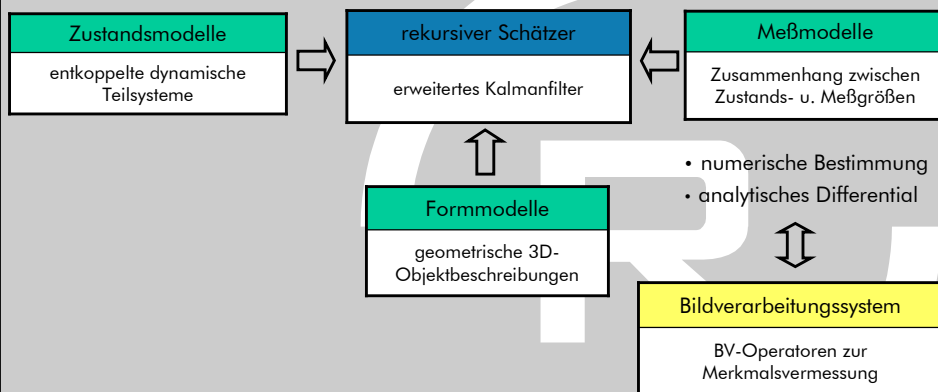 Zustandsmodelle
entkoppelte dynamische
Teilsysteme
rekursiver Schätzer
erweitertes Kalmanfilter
Meßmodelle
Zusammenhang zwischen
Zustands- u. Meßgrößen
• numerische Bestimmung
• analytisches Differential
Formmodelle
geometrische 3D-
Objektbeschreibungen
Bildverarbeitungssystem
BV-Operatoren zur
Merkmalsvermessung